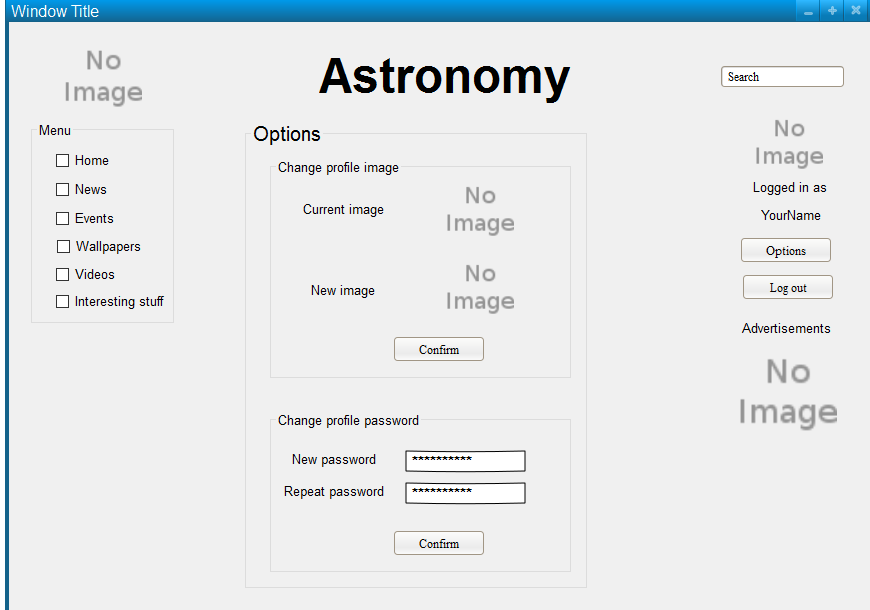 Window Title
No
Image
Astronomy
Search
Menu
Home
News
Events
Wallpapers
Videos
Interesting stuff
Options
Change profile image
Current image
No
Image
New image
No
Image
Confirm
Change profile password
New password
**********
Repeat password
**********
Confirm
No
Image
Logged in as
YourName
Options
Log out
Advertisements
No
Image